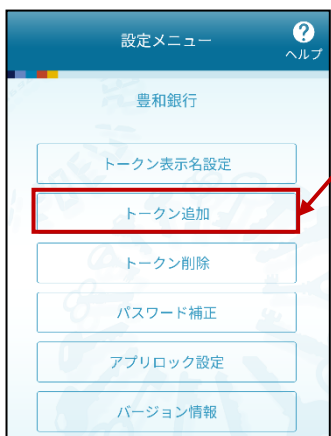 設定メニュー
?
ヘルプ
豊和銀行
トークン表示名設定
トークン追加
トークン削除
パスワード補正
アプリロック設定
バージョン情報